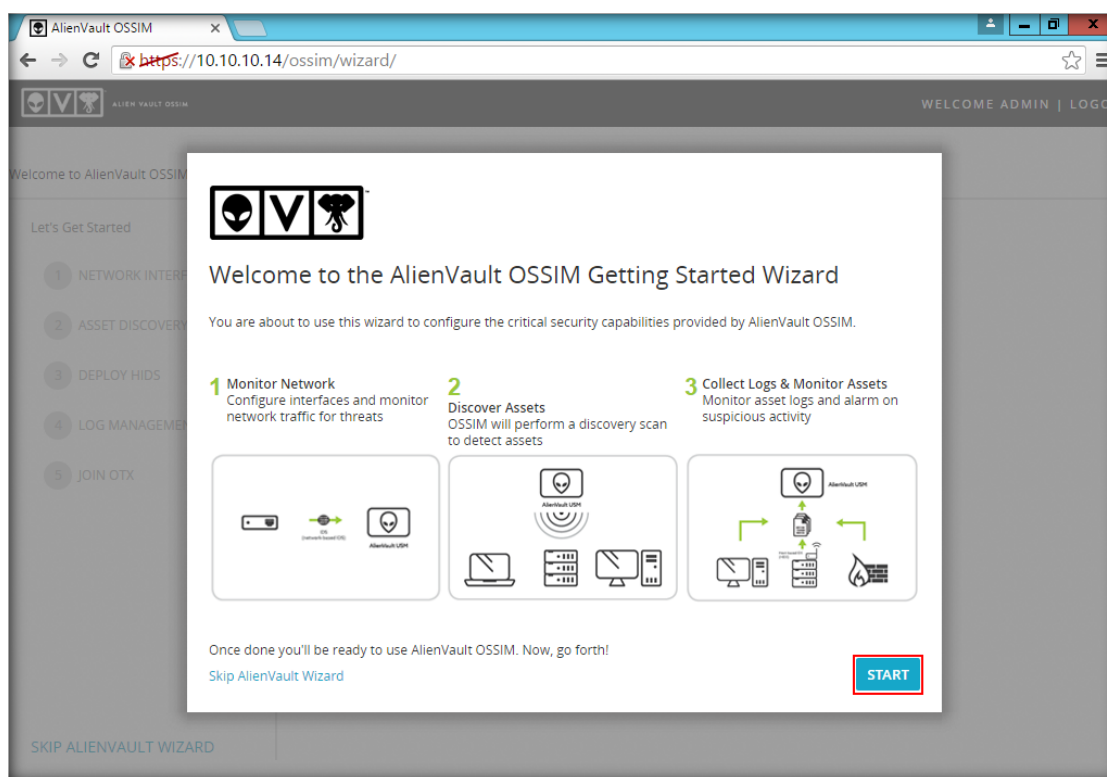 AlienVault OSSIM
https://10.10.10.14/ossim/wizard/
ALIEN VAULT OSSIM
WELCOME ADMIN | LOGO
Welcome to AlienVault OSSIM
Let's Get Started
1 NETWORK INTERF
2 ASSET DISCOVERY
3 DEPLOY HIDS
4 LOG MANAGEMEN
5 JOIN OTX
SKIP ALIENVAULT WIZARD
V
Welcome to the AlienVault OSSIM Getting Started Wizard
You are about to use this wizard to configure the critical security capabilities provided by AlienVault OSSIM.
1 Monitor Network
Configure interfaces and monitor
network traffic for threats
2
Discover Assets
OSSIM will perform a discovery scan
to detect assets
3 Collect Logs & Monitor Assets
Monitor asset logs and alarm on
suspicious activity
IDS
(network based IDS)
AlienVault USM
AlienVault USM
AlienVault USM
Once done you'll be ready to use AlienVault OSSIM. Now, go forth!
Skip AlienVault Wizard
START